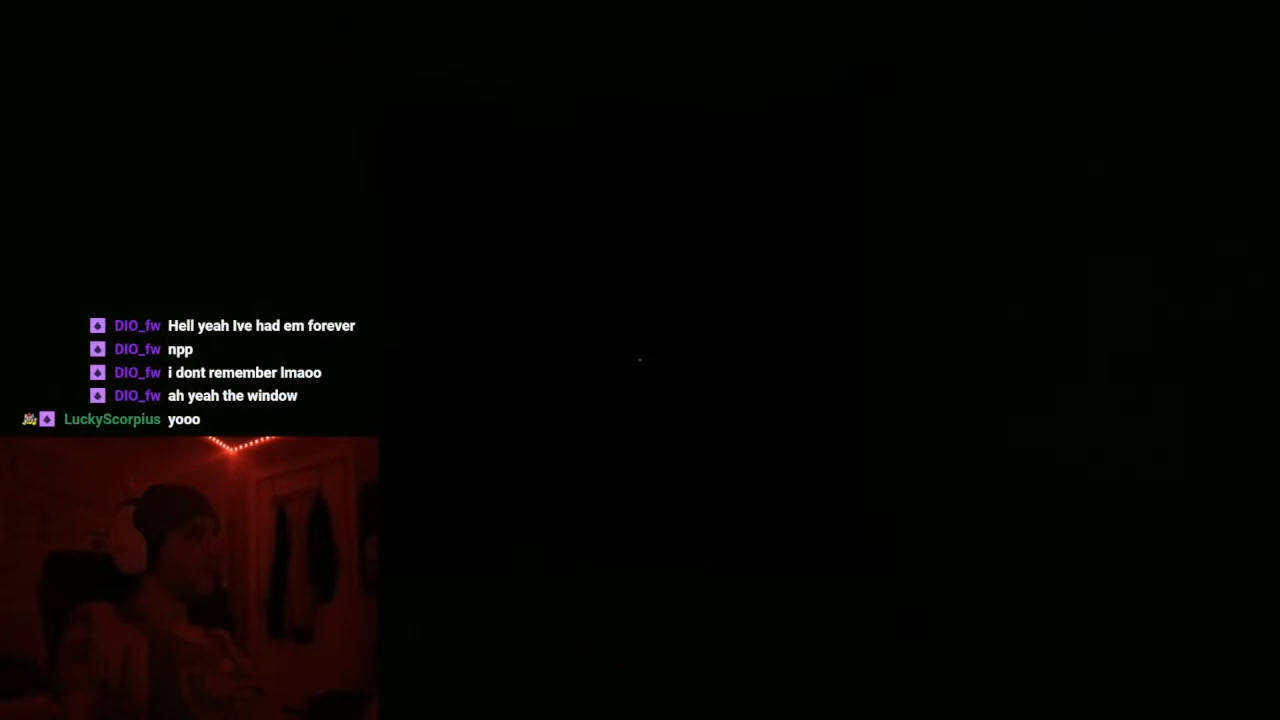 DIO_fw Hell yeah Ive had em forever
DIO_fw npp
DIO_fw i dont remember lmaoo
DIO_fw ah yeah the window
LuckyScorpius yooo